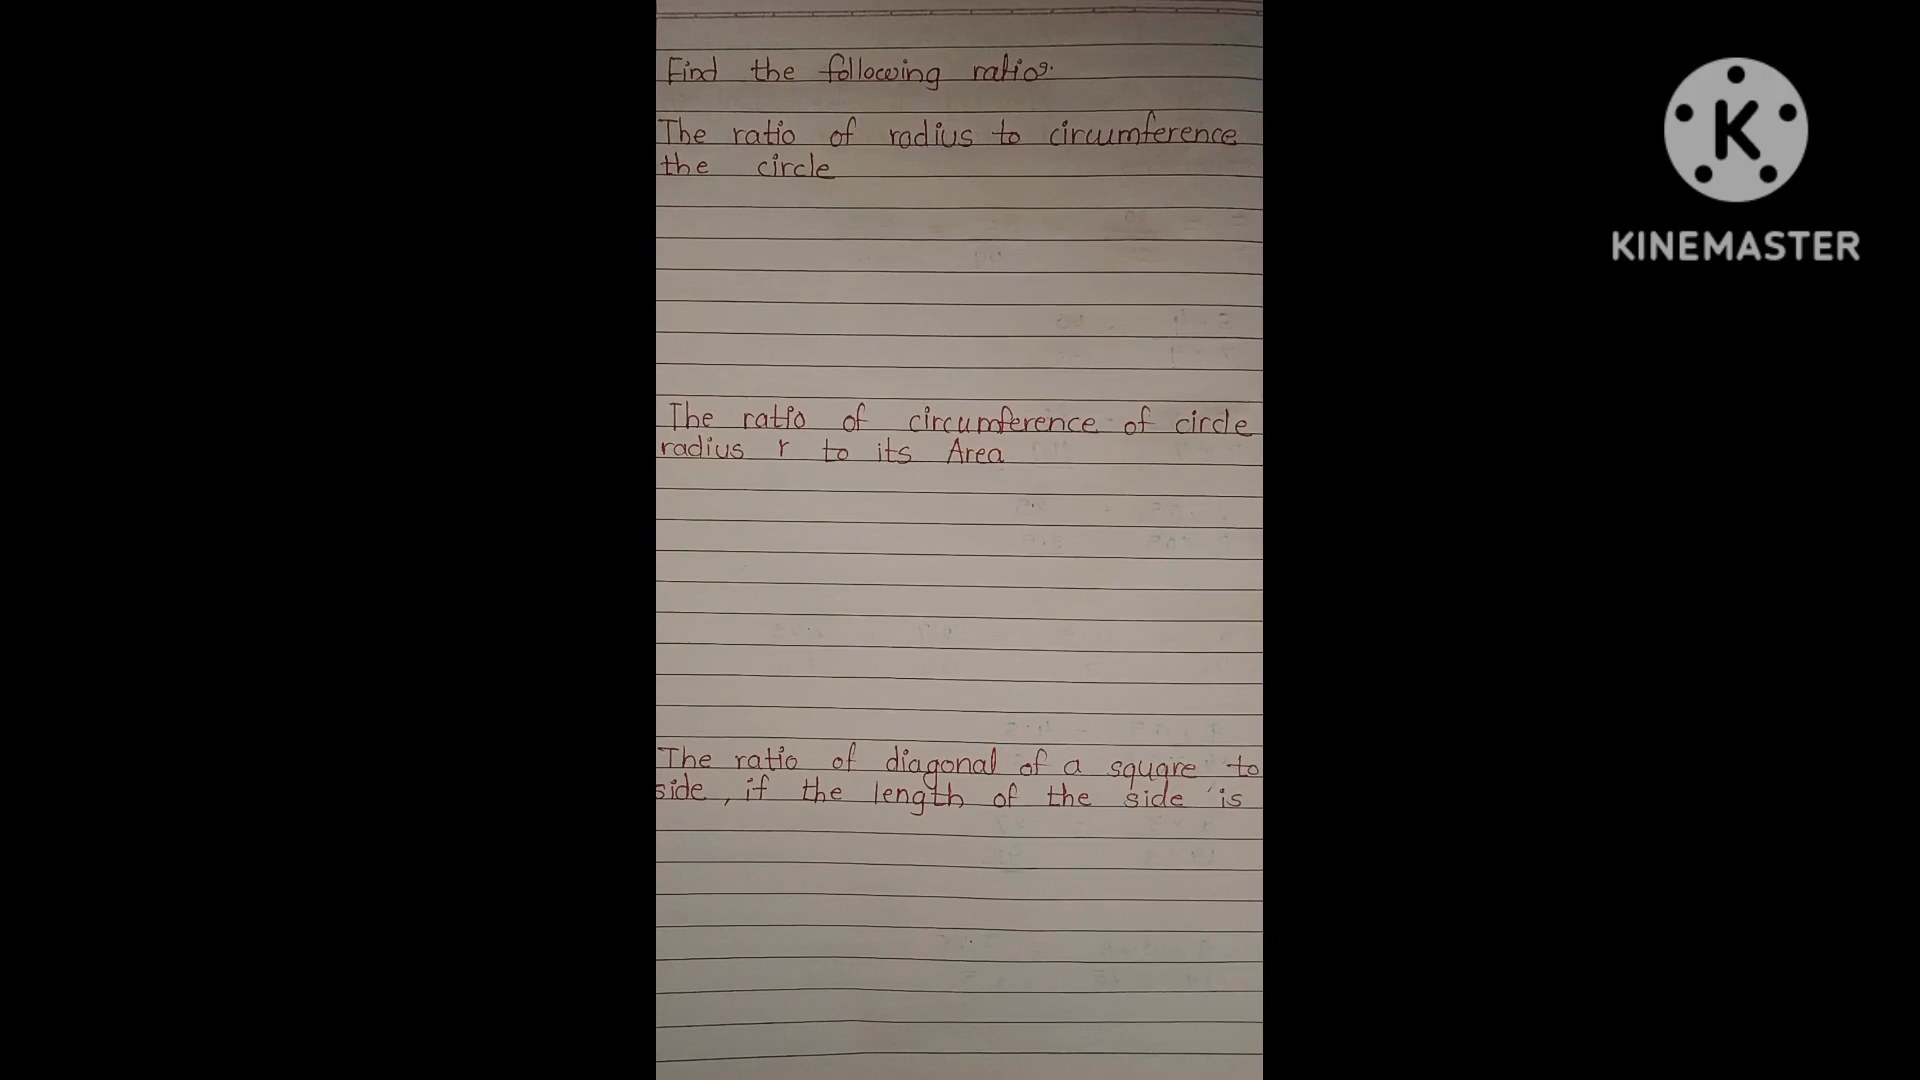 Find the following ratios.
The ratio of radius to circumference
the circle
The ratio of circumference of circle
radius r to its Area
The ratio of diagonal of a square to
side, if the length of the side is
K
KINEMASTER